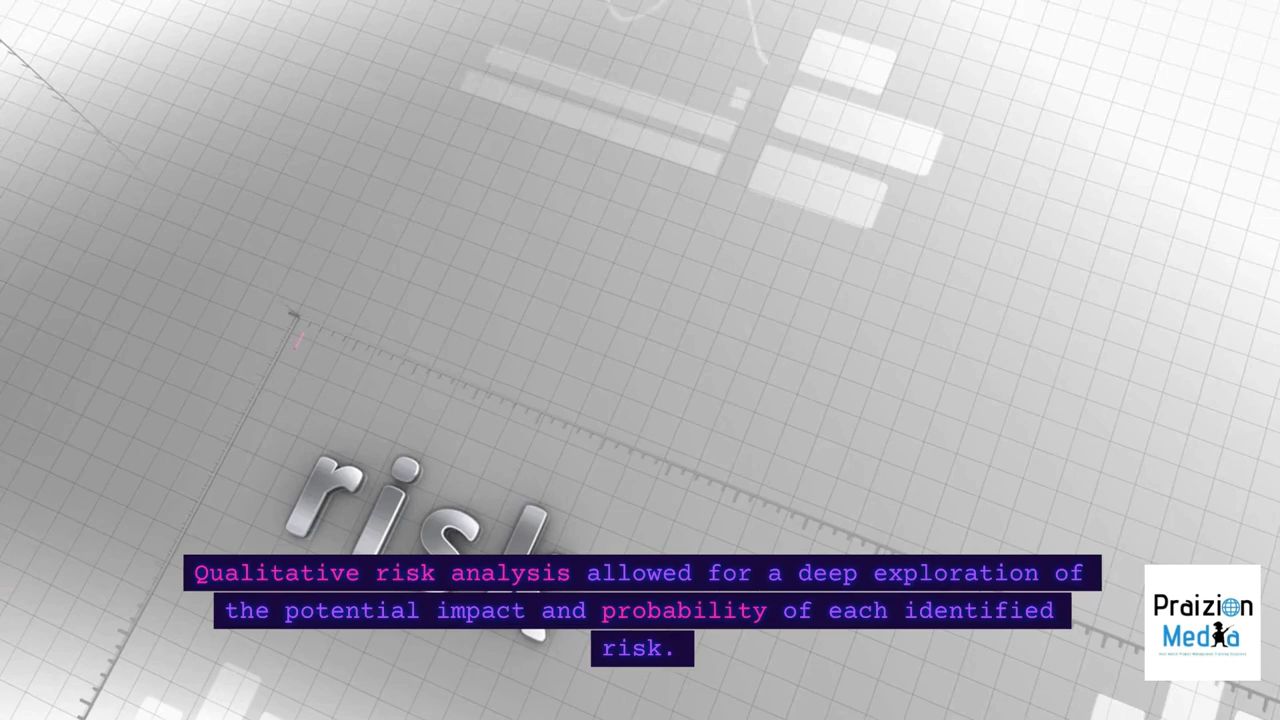 risk
Qualitative risk analysis allowed for a deep exploration of
the potential impact and probability of each identified
risk.
Praizion
Media